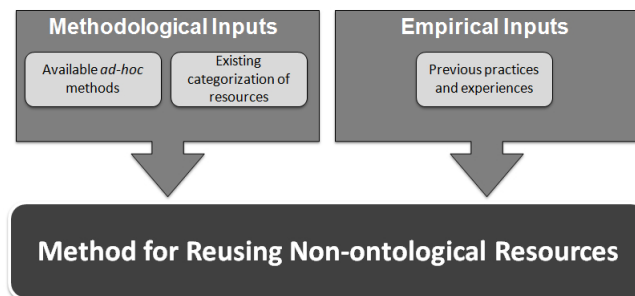 Methodological Inputs
Available ad-hoc
methods
Existing
categorization of
resources
Empirical Inputs
Previous practices
and experiences
Method for Reusing Non-ontological Resources